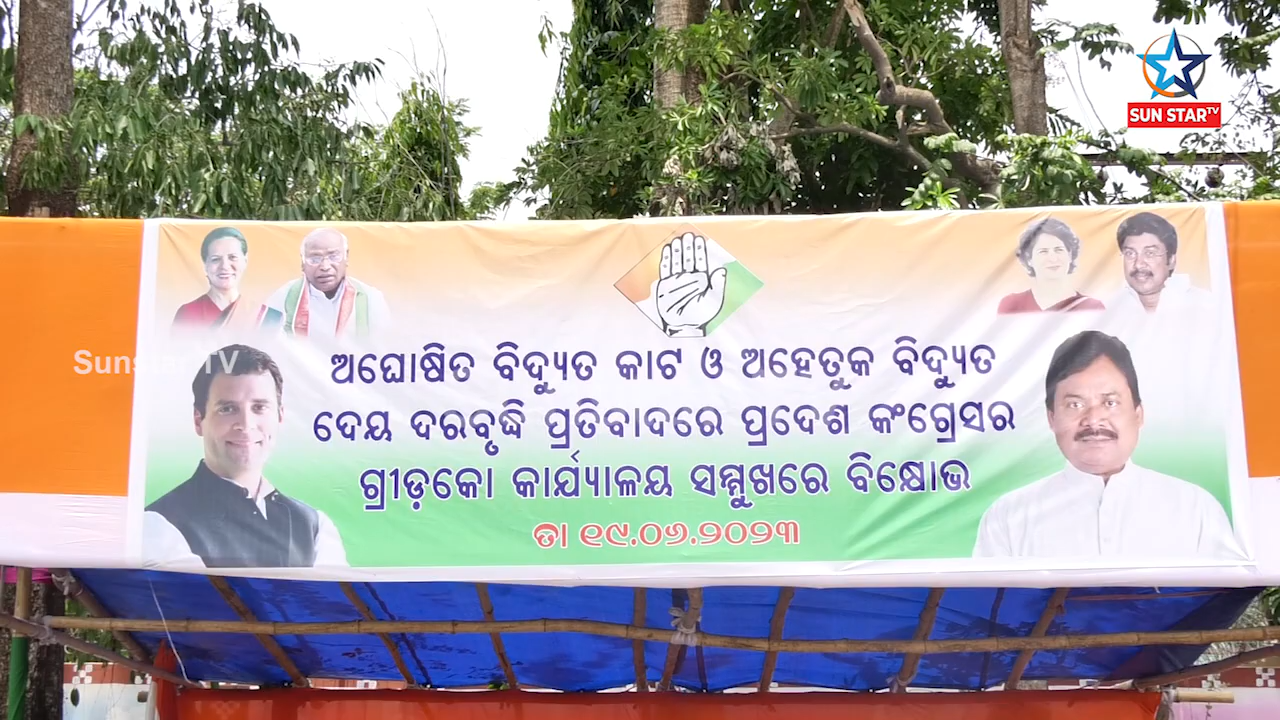 SUN STAR TV
Sunstar TV
ଅଘୋଷିତ ବିଦ୍ୟୁତ କାଟ ଓ ଅହେତୁକ ବିଦ୍ୟୁତ
ଦେୟ ଦରବୃଦ୍ଧି ପ୍ରତିବାଦରେ ପ୍ରଦେଶ କଂଗ୍ରେସର
ଗ୍ରୀଡ଼କୋ କାର୍ଯ୍ୟାଳୟ ସମ୍ମୁଖରେ ବିକ୍ଷୋଭ
ତା ୧୯.୦୬.୨୦୨୩